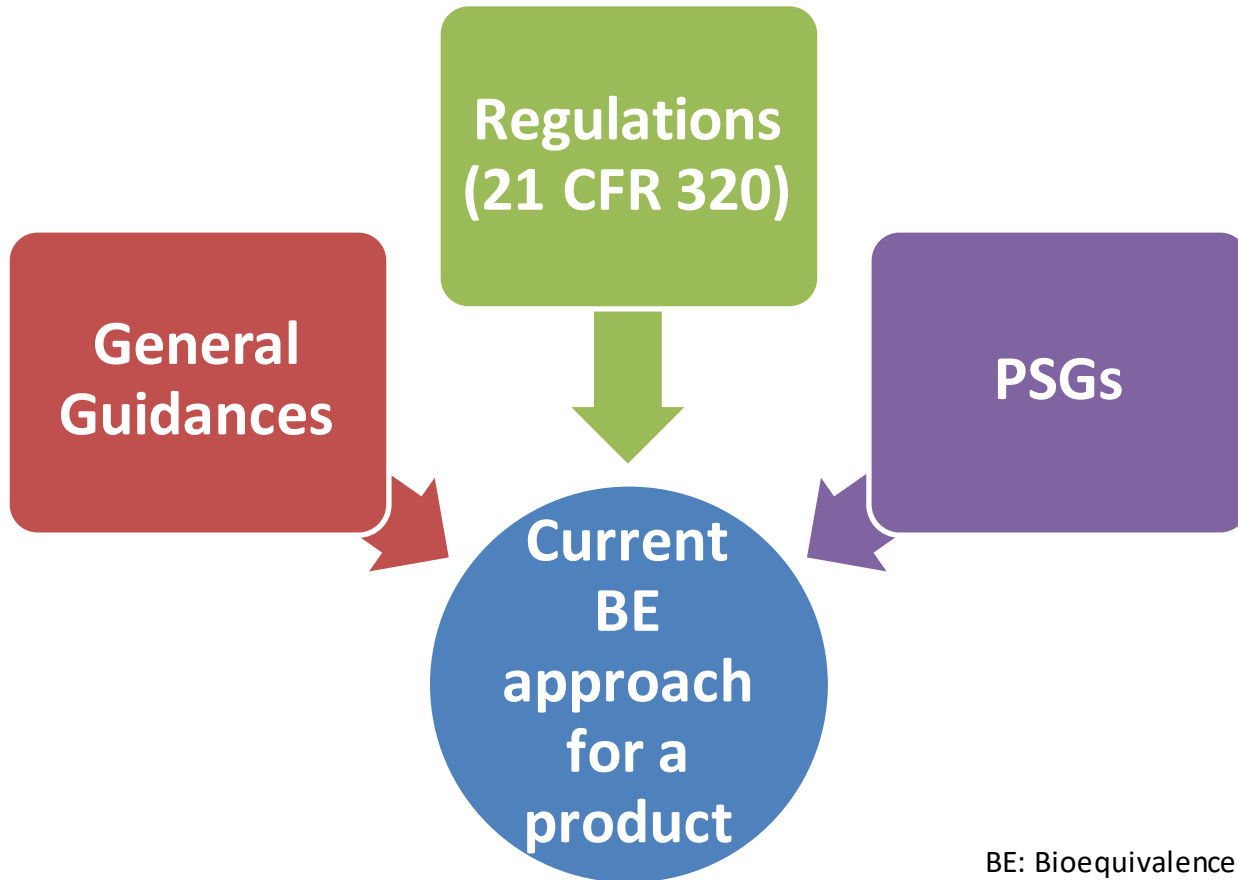 Regulations
(21 CFR 320)
General
Guidances
PSGs
Current
BE
approach
for a
product
BE: Bioequivalence